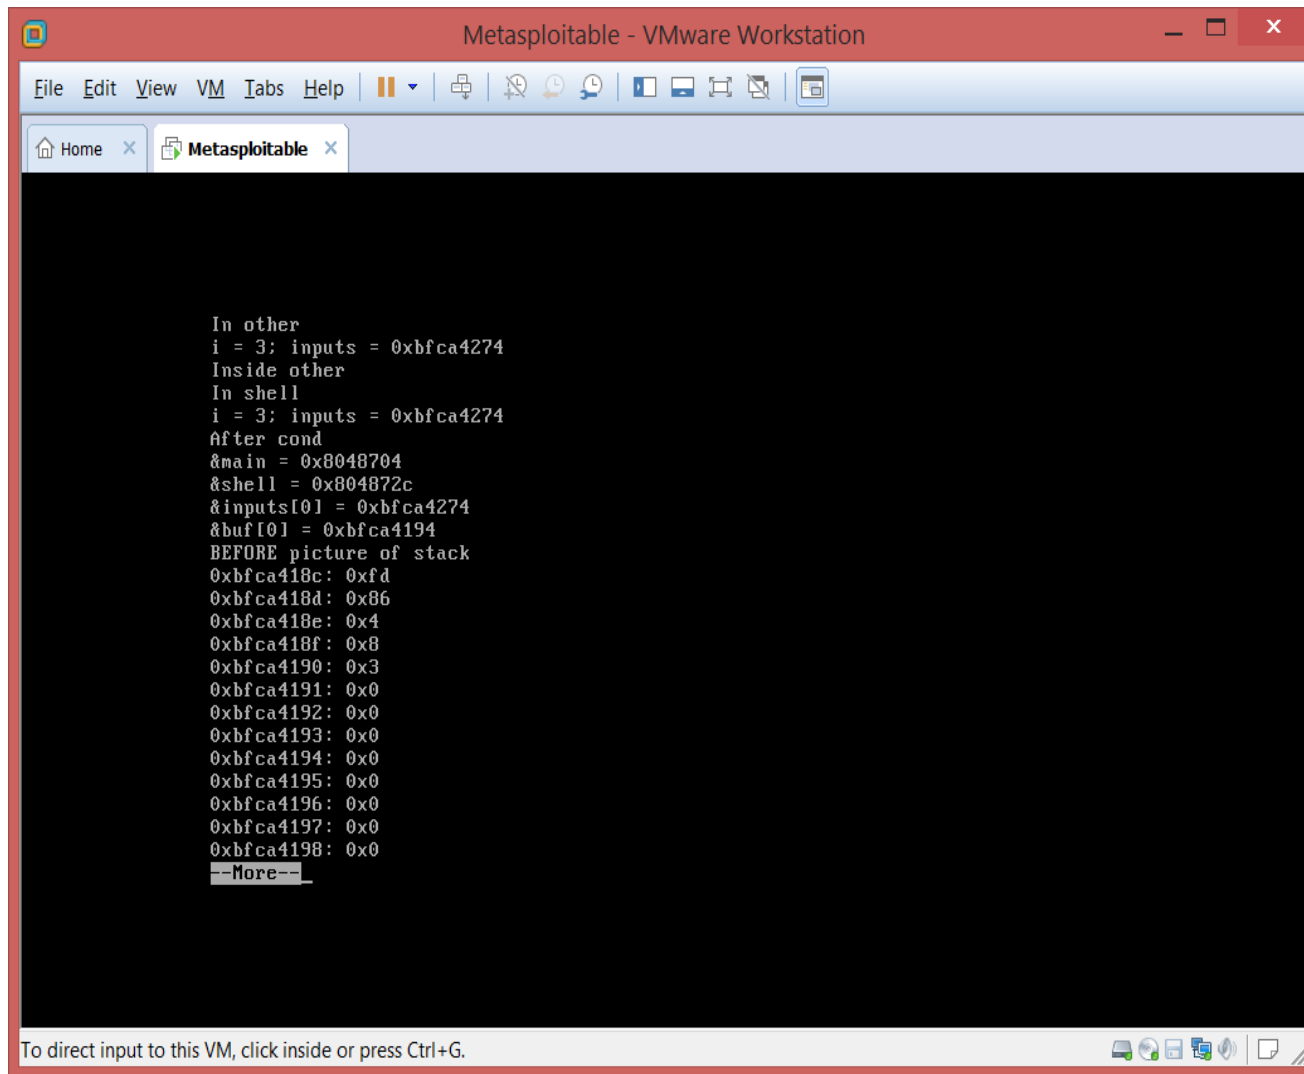 Metasploitable - VMware Workstation
File Edit View VM Tabs Help
Home Metasploitable
In other
i = 3; inputs = 0xbfca4274
Inside other
In shell
i = 3; inputs = 0xbfca4274
After cond
&main = 0x8048704
&shell = 0x804872c
&inputs[0] = 0xbfca4274
&buf[0] = 0xbfca4194
BEFORE picture of stack
0xbfca418c: 0xfd
0xbfca418d: 0x86
0xbfca418e: 0x4
0xbfca418f: 0x8
0xbfca4190: 0x3
0xbfca4191: 0x0
0xbfca4192: 0x0
0xbfca4193: 0x0
0xbfca4194: 0x0
0xbfca4195: 0x0
0xbfca4196: 0x0
0xbfca4197: 0x0
0xbfca4198: 0x0
--More--_
To direct input to this VM, click inside or press Ctrl+G.